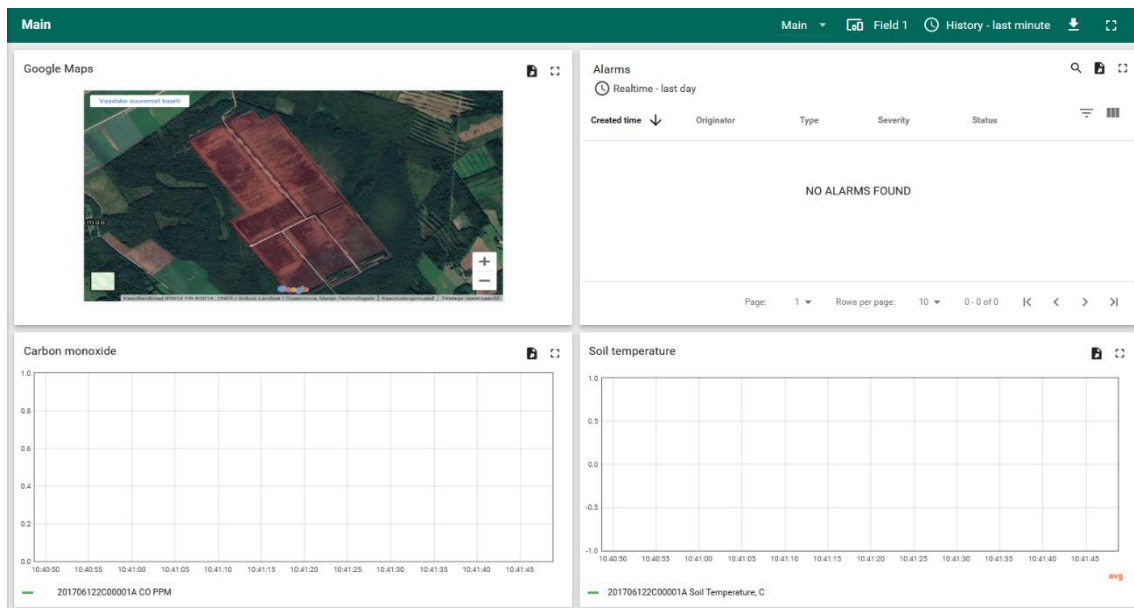 Main
Main Field 1 History - last minute
Google Maps
Vaadake suuremat kaarti
Alarms
Realtime - last day
Created time Originator Type Severity Status
NO ALARMS FOUND
Page: 1 Rows per page: 10 0 - 0 of 0
Carbon monoxide
1.0
0.8
0.6
0.4
0.2
0.0
10:40:50 10:40:55 10:41:00 10:41:05 10:41:10 10:41:15 10:41:20 10:41:25 10:41:30 10:41:35 10:41:40 10:41:45
201706122C00001A CO PPM
Soil temperature
1.0
0.5
0.0
-0.5
-1.0
10:40:50 10:40:55 10:41:00 10:41:05 10:41:10 10:41:15 10:41:20 10:41:25 10:41:30 10:41:35 10:41:40 10:41:45
avg
201706122C00001A Soil Temperature, C